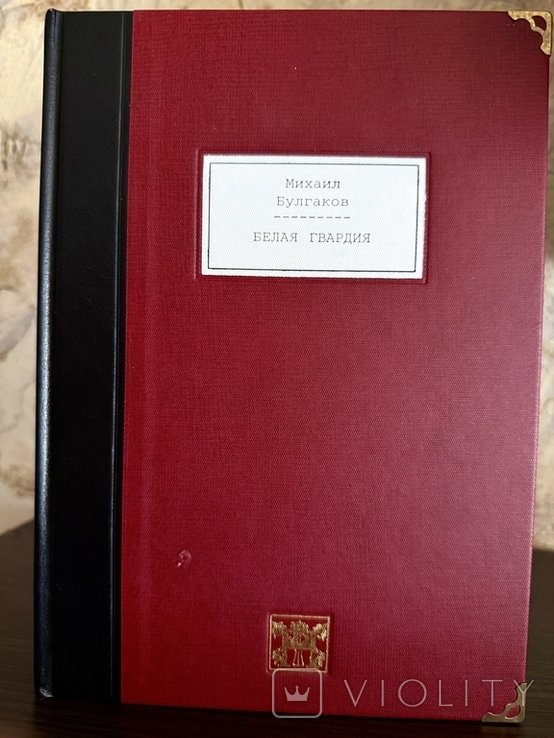 Михаил
Булгаков
---------
БЕЛАЯ ГВАРДИЯ
VIOLITY